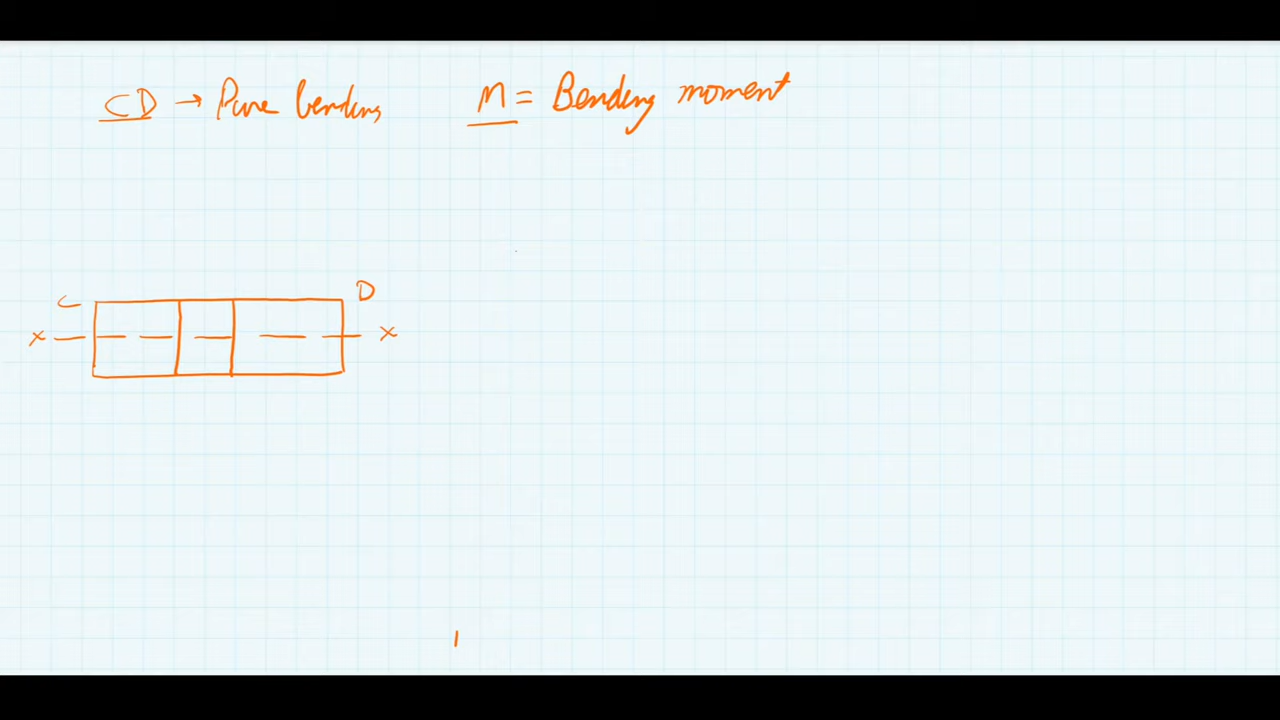 CD → Pure bending M = Bending moment
C D
x x